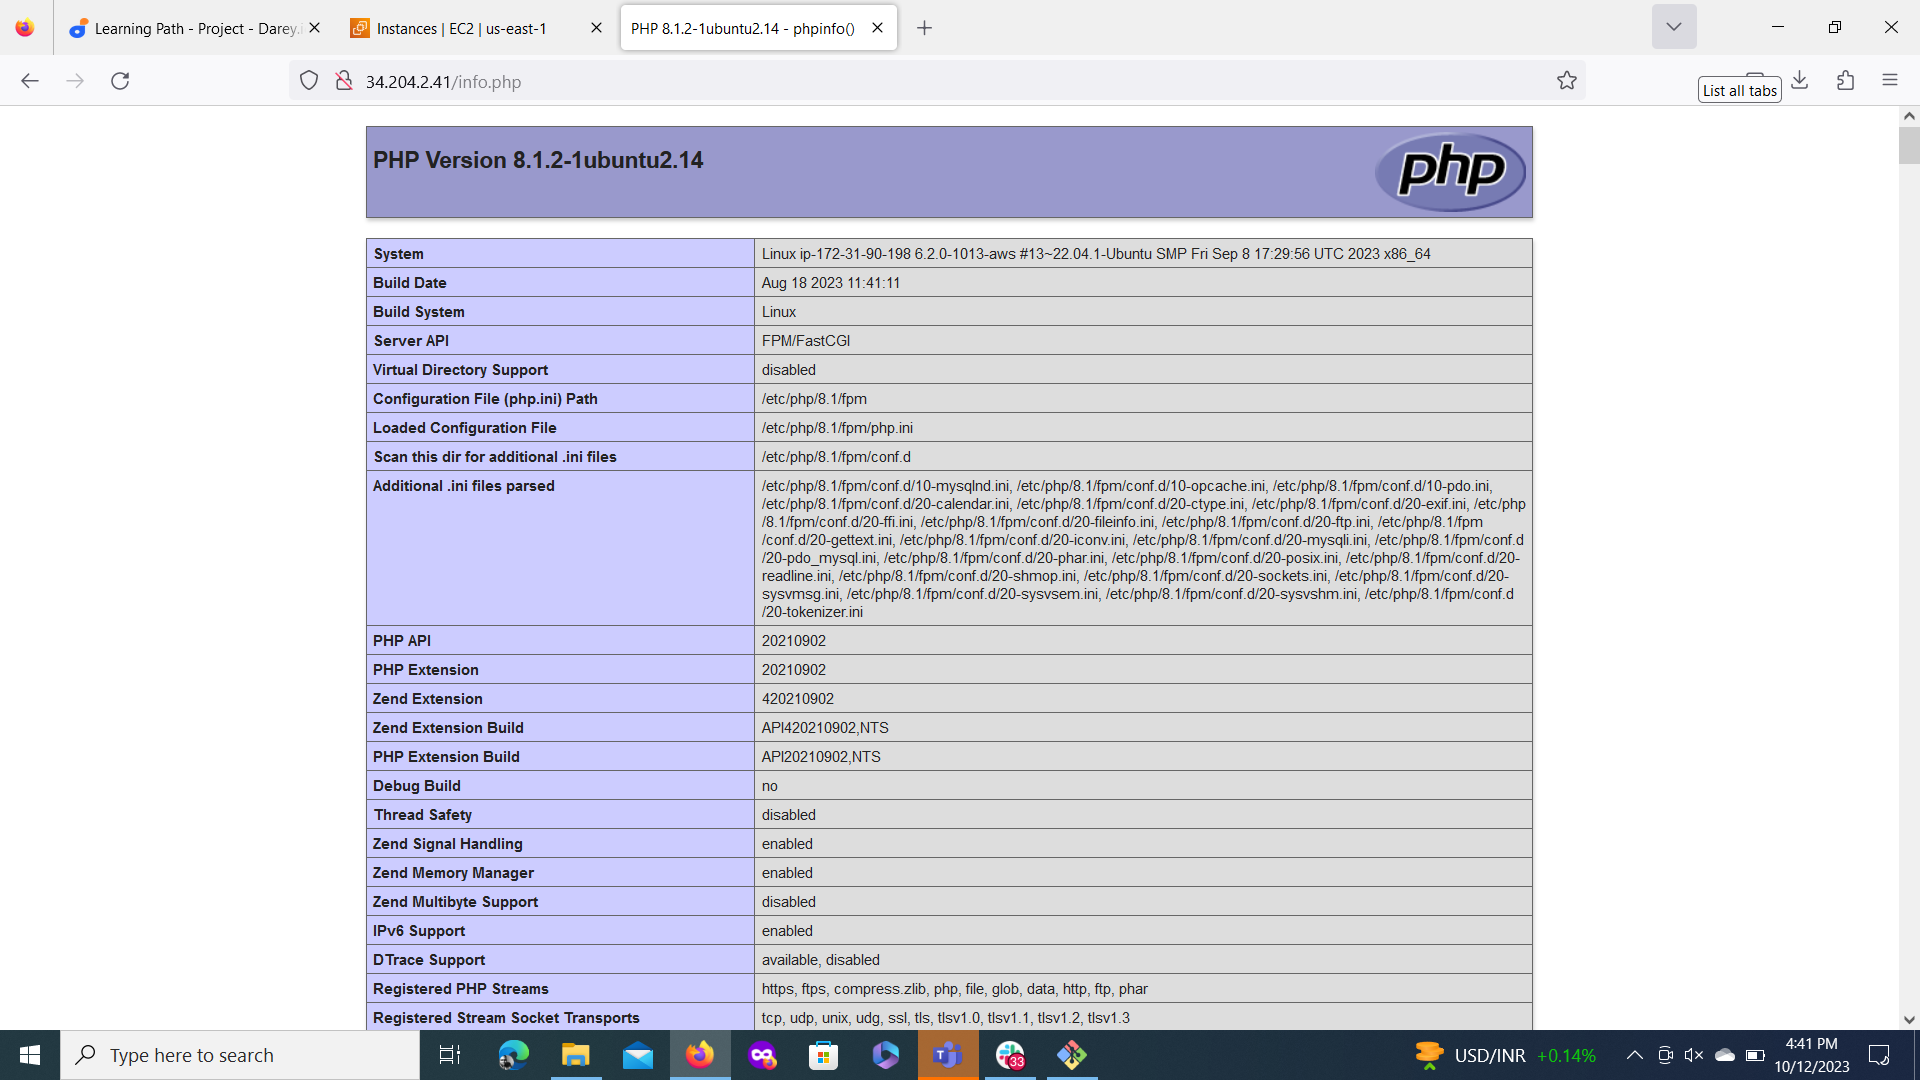 Learning Path - Project - Darey.i
Instances | EC2 | us-east-1
PHP 8.1.2-1ubuntu2.14 - phpinfo()
34.204.2.41/info.php
List all tabs
PHP Version 8.1.2-1ubuntu2.14
php
System Linux ip-172-31-90-198 6.2.0-1013-aws #13~22.04.1-Ubuntu SMP Fri Sep 8 17:29:56 UTC 2023 x86_64
Build Date Aug 18 2023 11:41:11
Build System Linux
Server API FPM/FastCGI
Virtual Directory Support disabled
Configuration File (php.ini) Path /etc/php/8.1/fpm
Loaded Configuration File /etc/php/8.1/fpm/php.ini
Scan this dir for additional .ini files /etc/php/8.1/fpm/conf.d
Additional .ini files parsed /etc/php/8.1/fpm/conf.d/10-mysqlnd.ini, /etc/php/8.1/fpm/conf.d/10-opcache.ini, /etc/php/8.1/fpm/conf.d/10-pdo.ini,
/etc/php/8.1/fpm/conf.d/20-calendar.ini, /etc/php/8.1/fpm/conf.d/20-ctype.ini, /etc/php/8.1/fpm/conf.d/20-exif.ini, /etc/php
/8.1/fpm/conf.d/20-ffi.ini, /etc/php/8.1/fpm/conf.d/20-fileinfo.ini, /etc/php/8.1/fpm/conf.d/20-ftp.ini, /etc/php/8.1/fpm
/conf.d/20-gettext.ini, /etc/php/8.1/fpm/conf.d/20-iconv.ini, /etc/php/8.1/fpm/conf.d/20-mysqli.ini, /etc/php/8.1/fpm/conf.d
/20-pdo_mysql.ini, /etc/php/8.1/fpm/conf.d/20-phar.ini, /etc/php/8.1/fpm/conf.d/20-posix.ini, /etc/php/8.1/fpm/conf.d/20-
readline.ini, /etc/php/8.1/fpm/conf.d/20-shmop.ini, /etc/php/8.1/fpm/conf.d/20-sockets.ini, /etc/php/8.1/fpm/conf.d/20-
sysvmsg.ini, /etc/php/8.1/fpm/conf.d/20-sysvsem.ini, /etc/php/8.1/fpm/conf.d/20-sysvshm.ini, /etc/php/8.1/fpm/conf.d
/20-tokenizer.ini
PHP API 20210902
PHP Extension 20210902
Zend Extension 420210902
Zend Extension Build API420210902,NTS
PHP Extension Build API20210902,NTS
Debug Build no
Thread Safety disabled
Zend Signal Handling enabled
Zend Memory Manager enabled
Zend Multibyte Support disabled
IPv6 Support enabled
DTrace Support available, disabled
Registered PHP Streams https, ftps, compress.zlib, php, file, glob, data, http, ftp, phar
Registered Stream Socket Transports tcp, udp, unix, udg, ssl, tls, tlsv1.0, tlsv1.1, tlsv1.2, tlsv1.3
Type here to search
33
USD/INR +0.14%
4:41 PM
10/12/2023